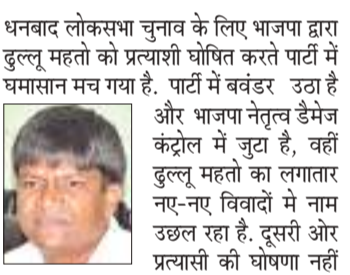 धनबाद लोकसभा चुनाव के लिए भाजपा द्वारा
ढुल्लू महतो को प्रत्याशी घोषित करते पार्टी में
घमासान मच गया है. पार्टी में बवंडर उठा है
और भाजपा नेतृत्व डैमेज
कंट्रोल में जुटा है, वहीं
ढुल्लू महतो का लगातार
नए-नए विवादों मे नाम
उछल रहा है. दूसरी ओर
प्रत्यासी की घोषणा नहीं